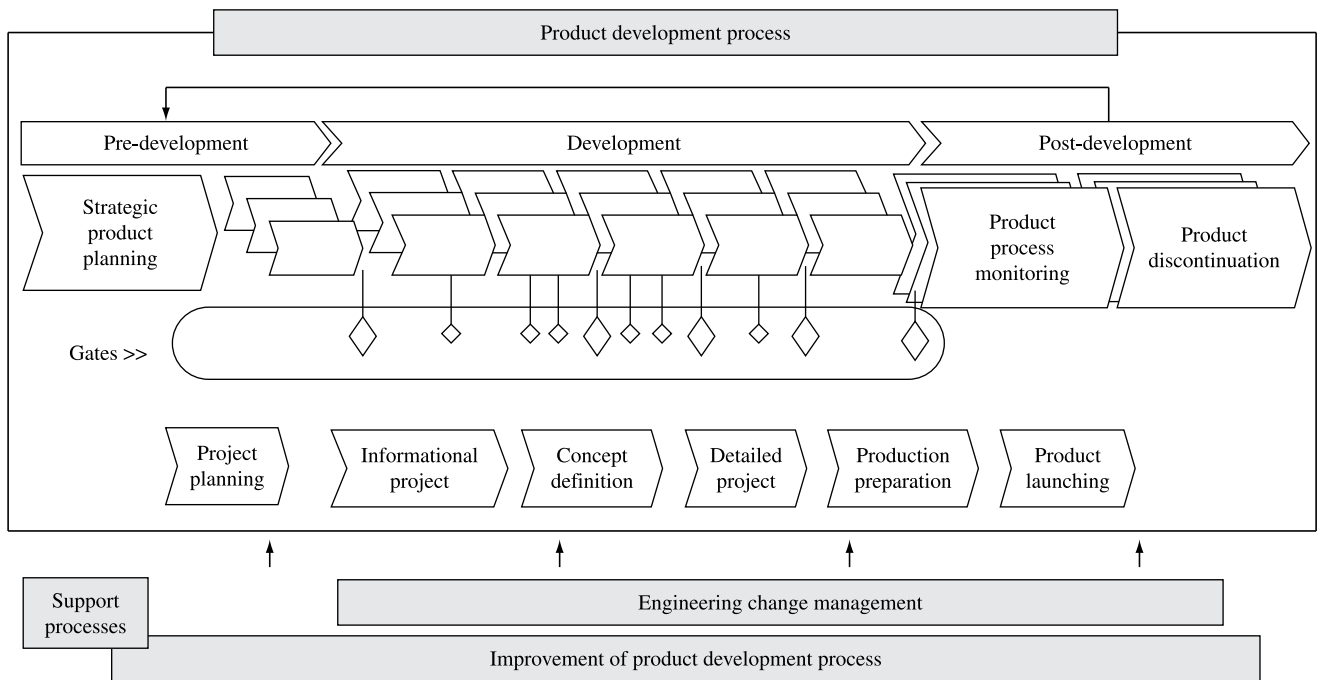 Product development process
Pre-development
Development
Post-development
Strategic
product
planning
Product
process
monitoring
Product
discontinuation
Gates >>
Project
planning
Informational
project
Concept
definition
Detailed
project
Production
preparation
Product
launching
Support
processes
Engineering change management
Improvement of product development process